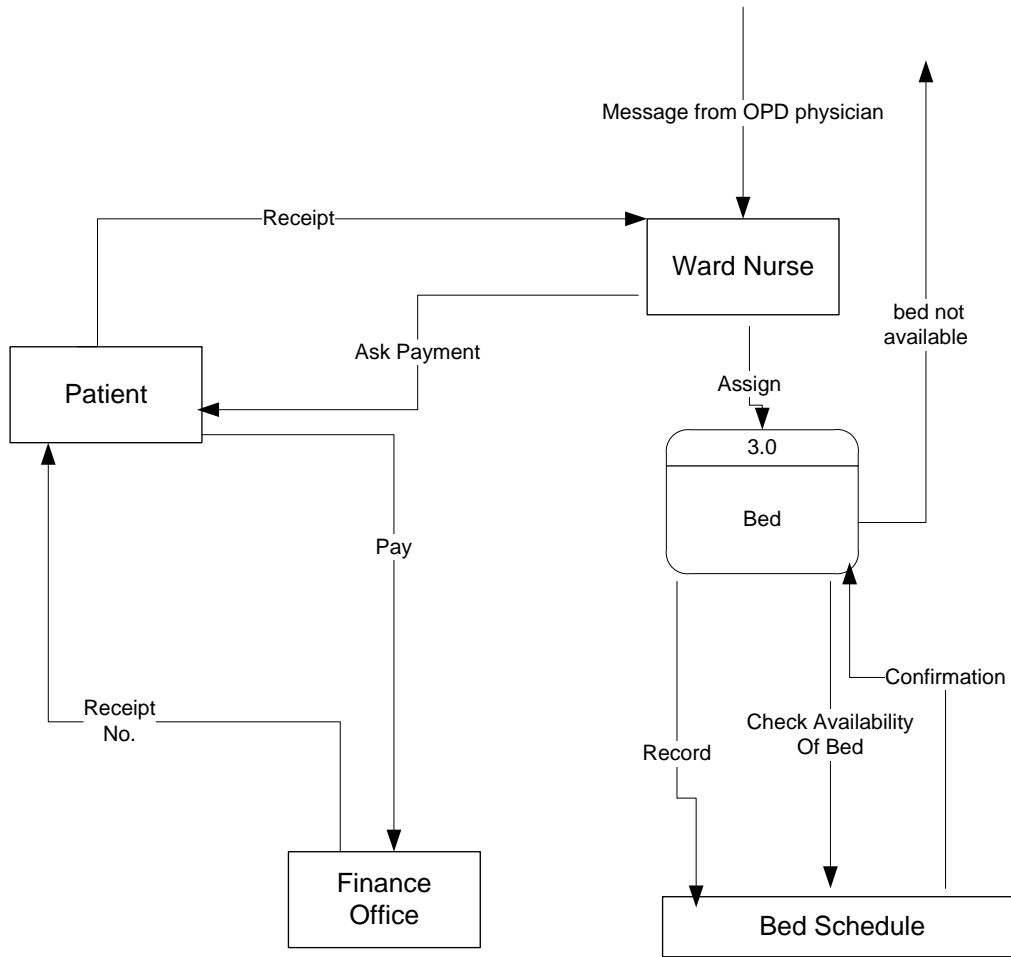 Message from OPD physician
Receipt
Ward Nurse
bed not
available
Ask Payment
Patient
Assign
3.0
Bed
Pay
Confirmation
Receipt
No.
Check Availability
Of Bed
Record
Finance
Office
Bed Schedule